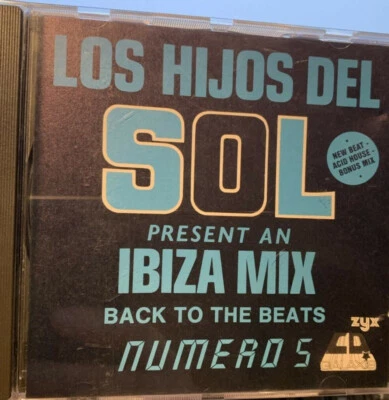 LOS HIJOS DEL
SOL
NEW BEAT -
ACID HOUSE -
BONUS MIX
PRESENT AN
IBIZA MIX
BACK TO THE BEATS
NUMERO 5
zyx